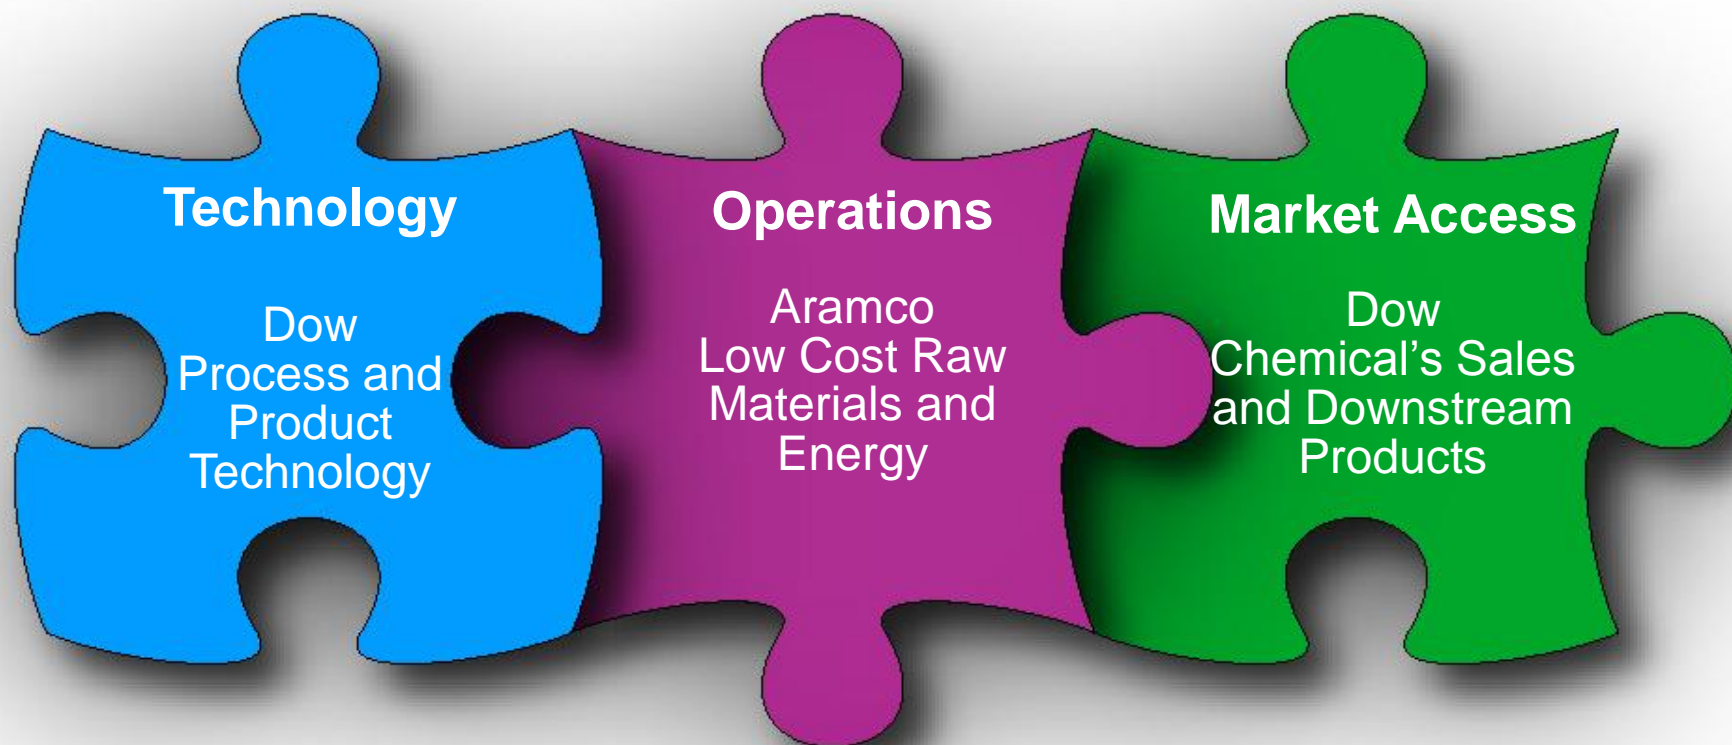 Technology
Dow
Process and
Product
Technology
Operations
Aramco
Low Cost Raw
Materials and
Energy
Market Access
Dow
Chemical’s Sales
and Downstream
Products